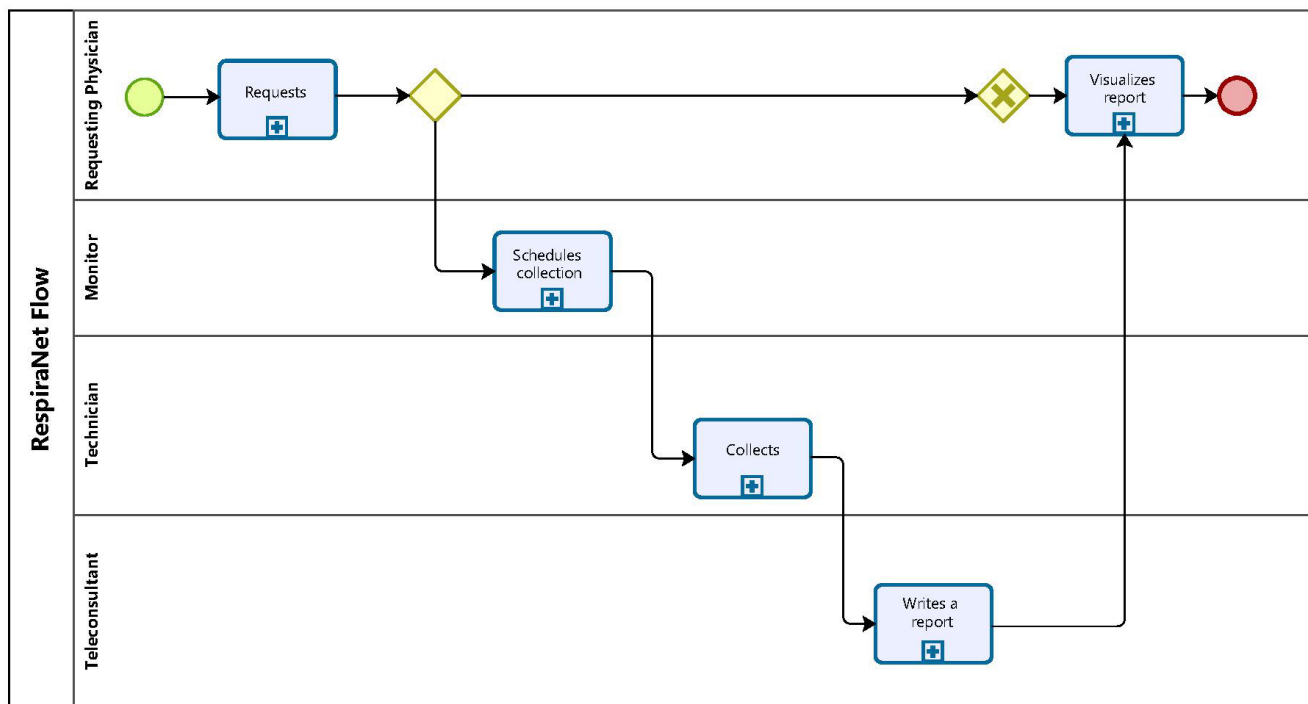 RespiraNet Flow
Requesting Physician
Requests
Visualizes
report
Monitor
Schedules
collection
Technician
Collects
Teleconsultant
Writes a
report